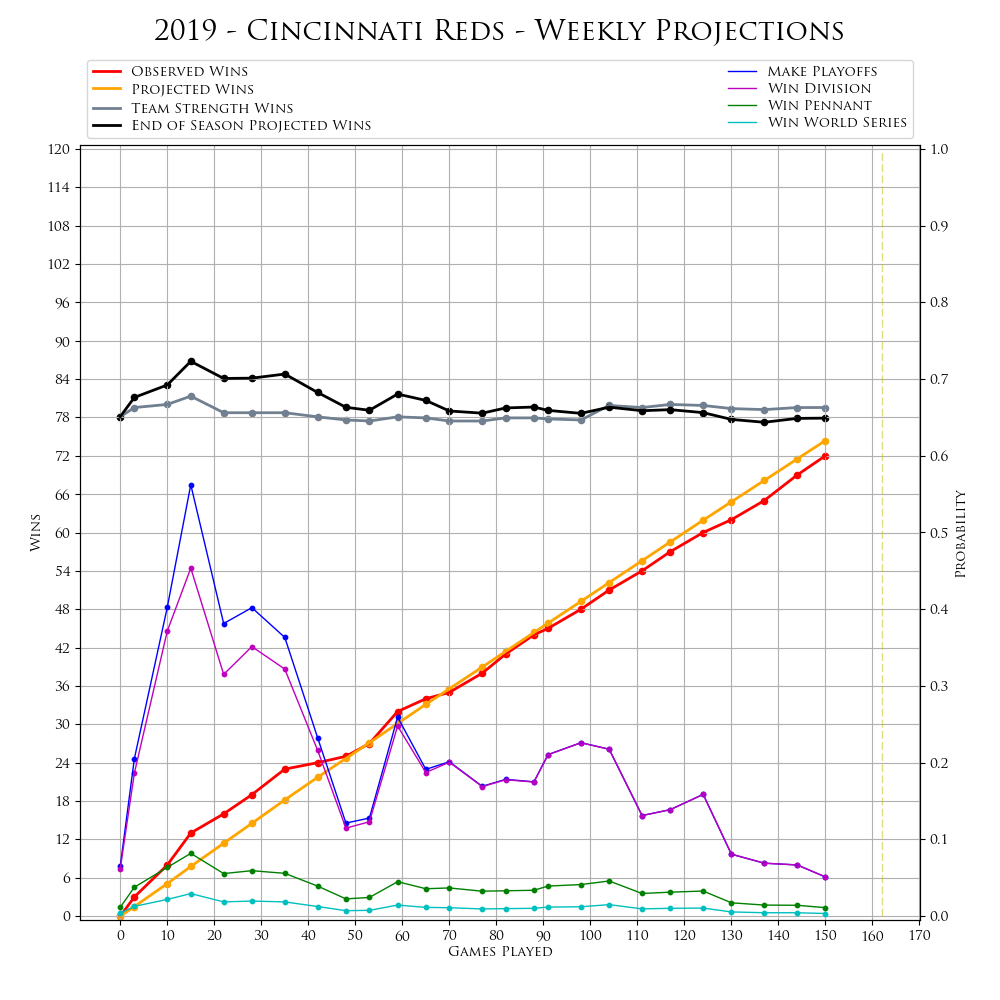 2019 - Cincinnati Reds - Weekly Projections
Observed Wins
Projected Wins
Team Strength Wins
End of Season Projected Wins
Make Playoffs
Win Division
Win Pennant
Win World Series
120
114
108
102
96
90
84
78
72
66
60
54
48
42
36
30
24
18
12
6
0
Wins
1.0
0.9
0.8
0.7
0.6
0.5
0.4
0.3
0.2
0.1
0.0
Probability
0 10 20 30 40 50 60 70 80 90 100 110 120 130 140 150 160 170
Games Played